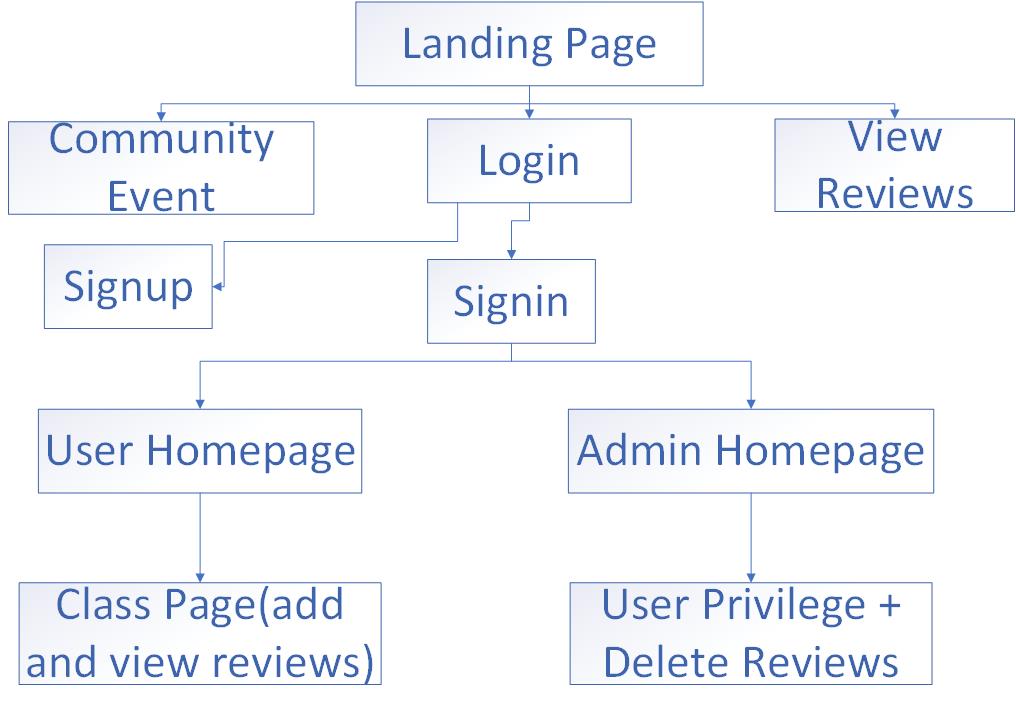 Landing Page
Community
Event
Login
View
Reviews
Signup
Signin
User Homepage
Admin Homepage
Class Page(add
and view reviews)
User Privilege +
Delete Reviews